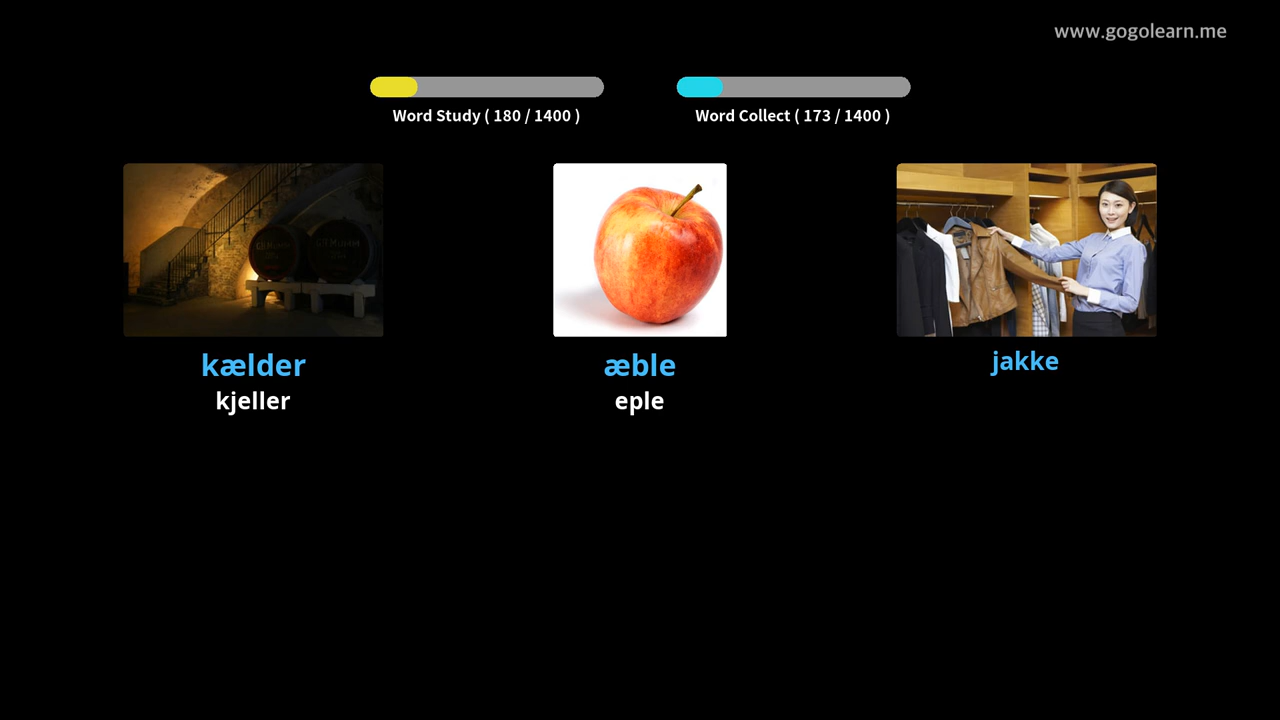 www.gogolearn.me
Word Study ( 180 / 1400 )
Word Collect ( 173 / 1400 )
kælder
æble
jakke
kjeller
eple